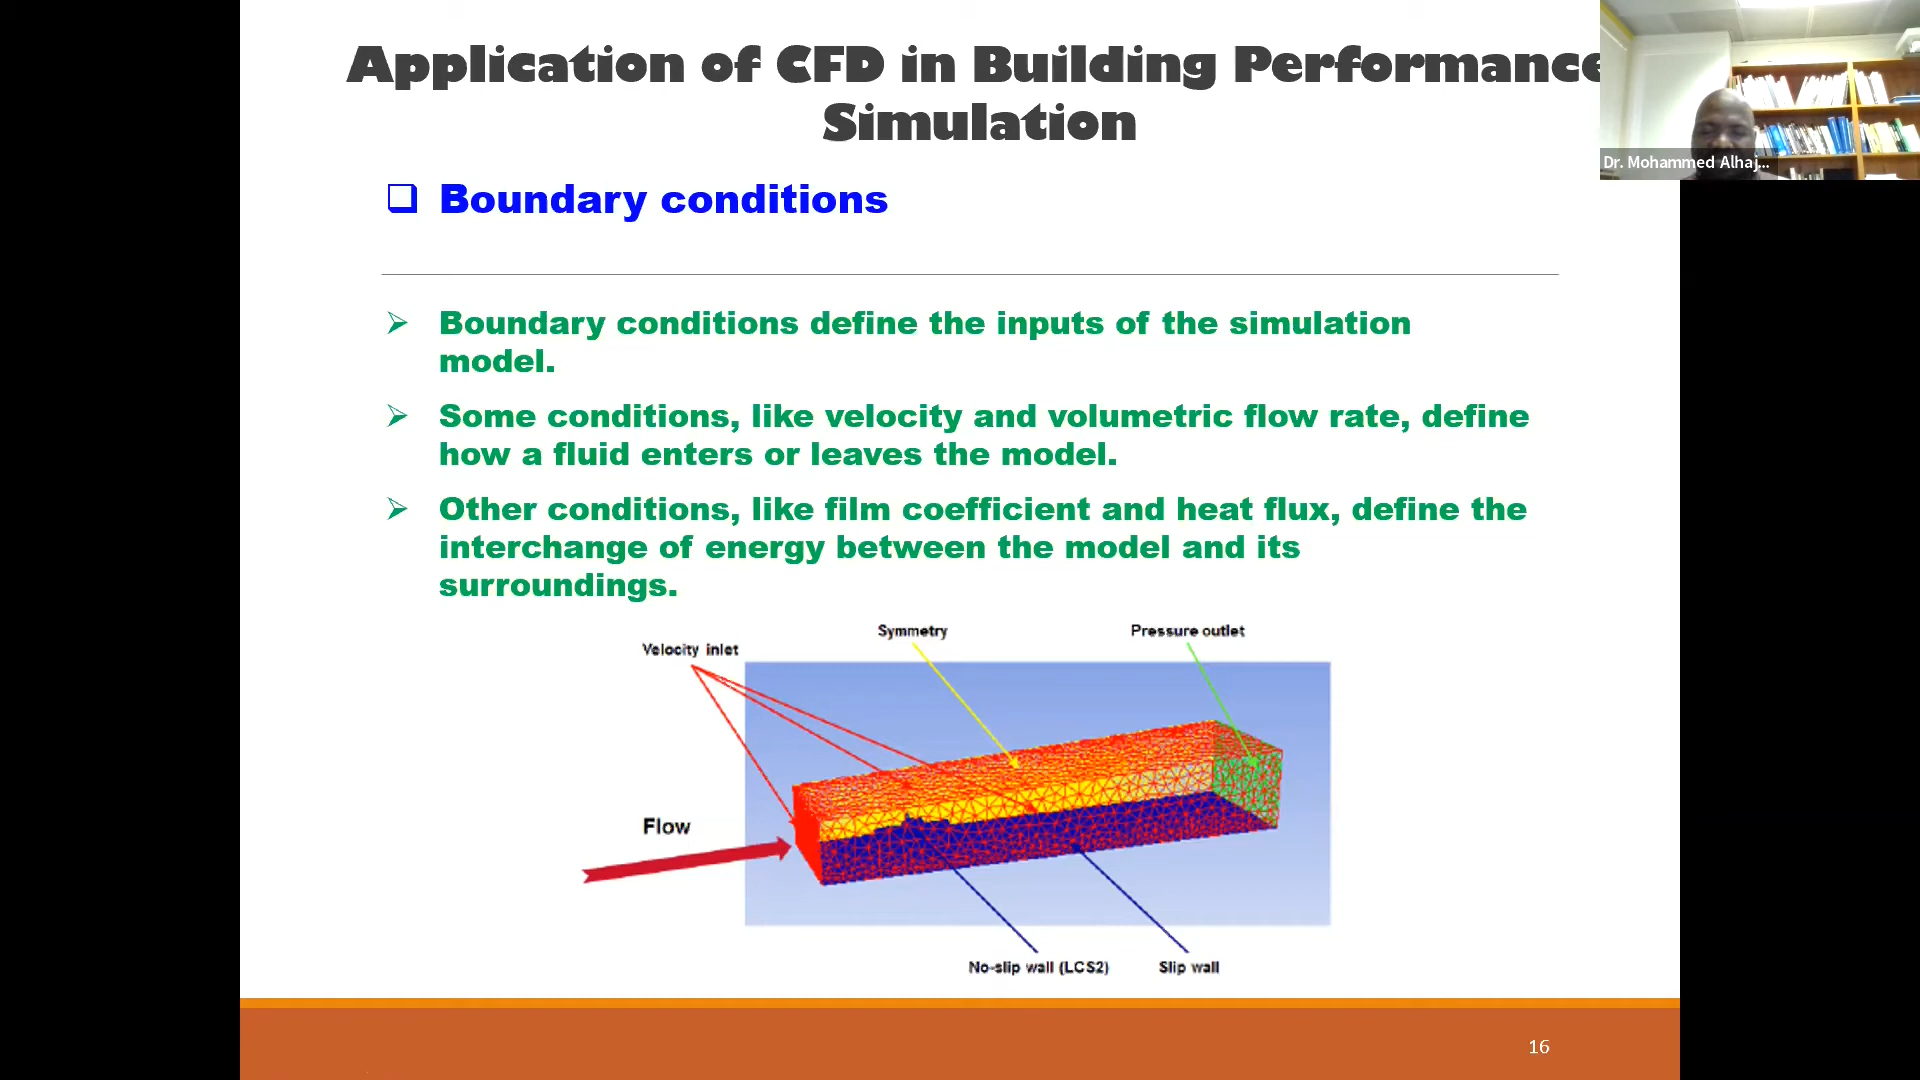 Application of CFD in Building Performance
Simulation
Dr. Mohammed Alhaj...
Boundary conditions
Boundary conditions define the inputs of the simulation
model.
Some conditions, like velocity and volumetric flow rate, define
how a fluid enters or leaves the model.
Other conditions, like film coefficient and heat flux, define the
interchange of energy between the model and its
surroundings.
Symmetry
Pressure outlet
Velocity inlet
Flow
No-slip wall (LCS2)
Slip wall
16